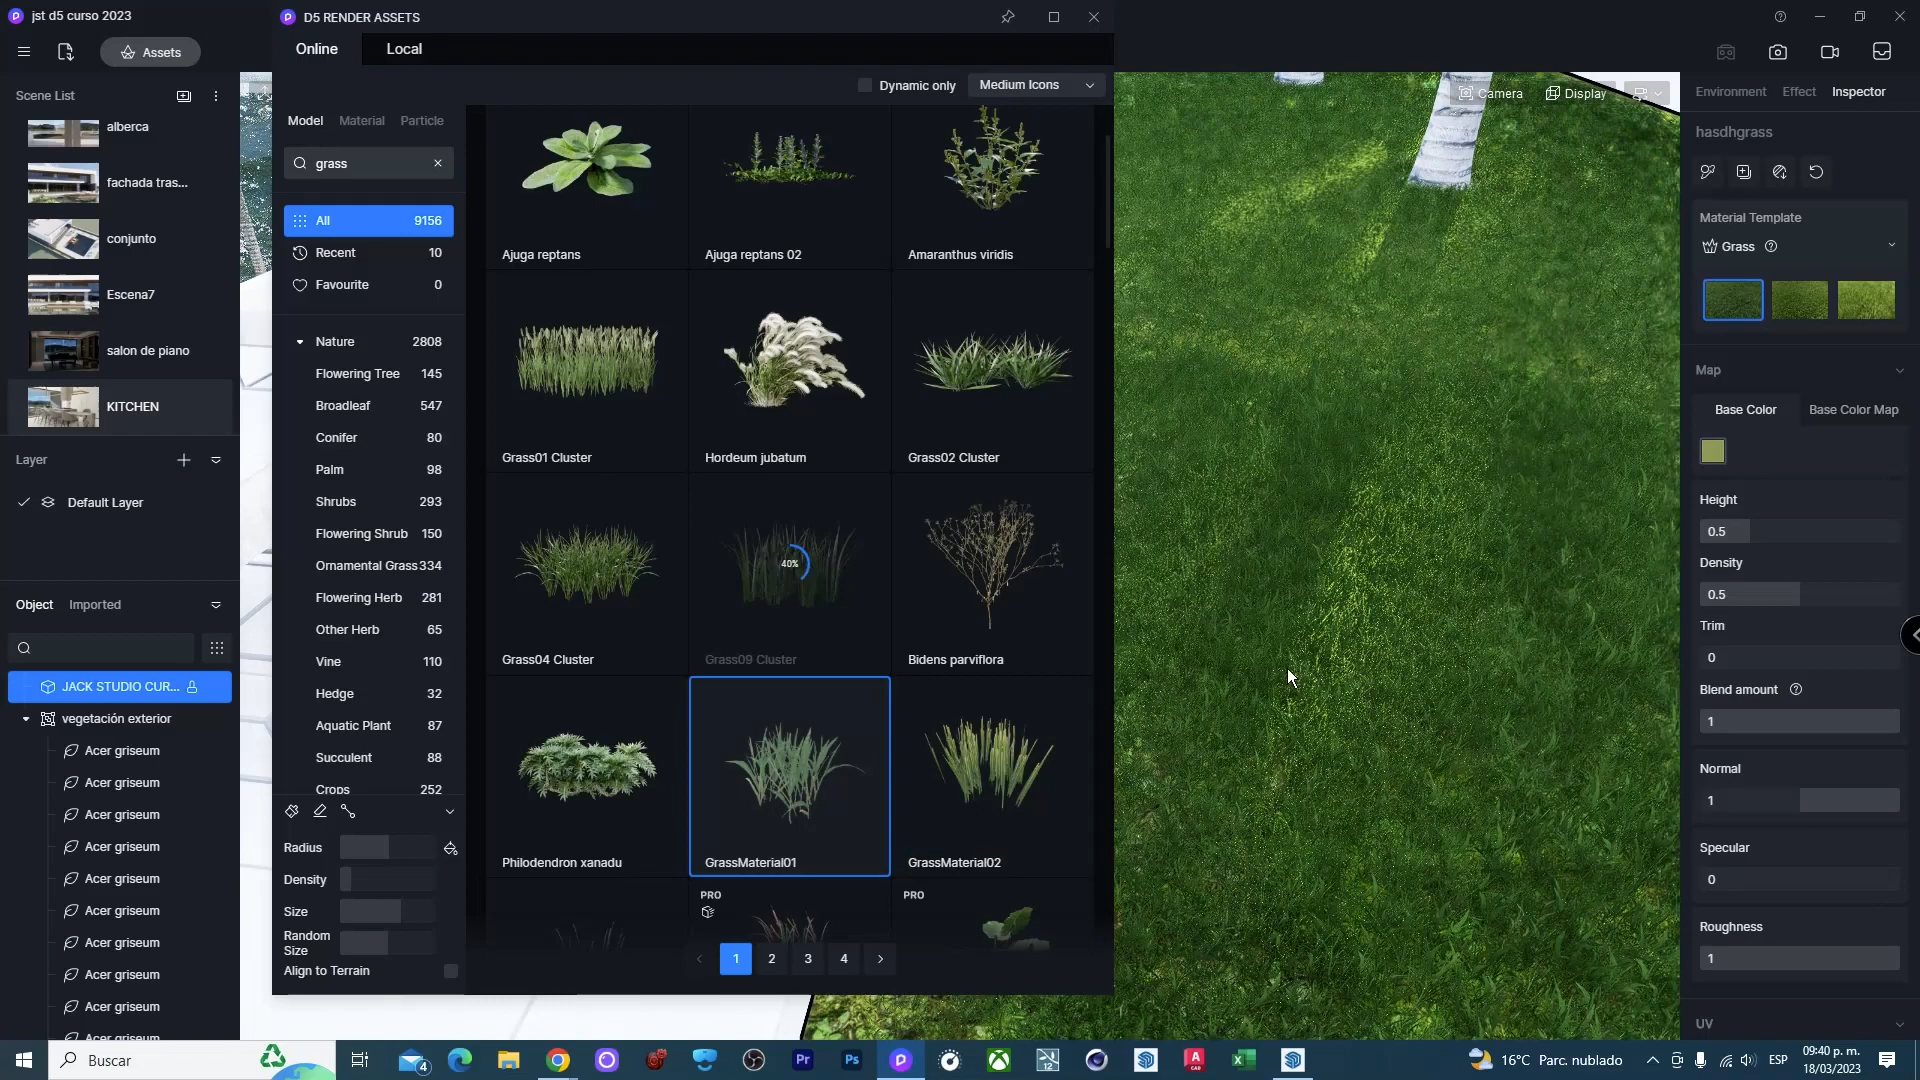 jst d5 curso 2023
Assets
Scene List
alberca
fachada tras...
conjunto
Escena7
salon de piano
KITCHEN
Layer
Default Layer
Object
Imported
JACK STUDIO CUR...
vegetación exterior
Acer griseum
Acer griseum
Acer griseum
Acer griseum
Acer griseum
Acer griseum
Acer griseum
Acer griseum
Acer griseum
Acer griseum
D5 RENDER ASSETS
Online
Local
Dynamic only
Medium Icons
Model
Material
Particle
grass
All 9156
Recent 10
Favourite 0
Nature 2808
Flowering Tree 145
Broadleaf 547
Conifer 80
Palm 98
Shrubs 293
Flowering Shrub 150
Ornamental Grass 334
Flowering Herb 281
Other Herb 65
Vine 110
Hedge 32
Aquatic Plant 87
Succulent 88
Crops 252
Radius
Density
Size
Random
Size
Align to Terrain
Ajuga reptans
Ajuga reptans 02
Amaranthus viridis
Grass01 Cluster
Hordeum jubatum
Grass02 Cluster
40%
Grass04 Cluster
Grass09 Cluster
Bidens parviflora
Philodendron xanadu
GrassMaterial01
GrassMaterial02
PRO
PRO
1 2 3 4
Camera
Display
Environment
Effect
Inspector
hasdhgrass
Material Template
Grass
Map
Base Color
Base Color Map
Height
0.5
Density
0.5
Trim
0
Blend amount
1
Normal
1
Specular
0
Roughness
1
UV
Buscar
4
Pr
Ps
12
A
CAD
16°C Parc. nublado
ESP
09:40 p. m.
18/03/2023